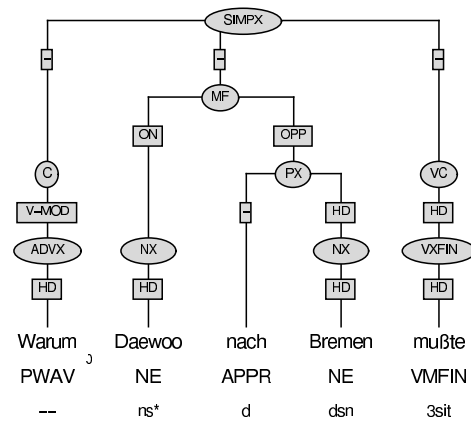 SIMPX
– – –
MF
ON OPP
C PX VC
V–MOD – HD HD
ADVX NX NX VXFIN
HD HD HD HD
Warum Daewoo nach Bremen mußte
PWAV J NE APPR NE VMFIN
–– ns* d dsn 3sit